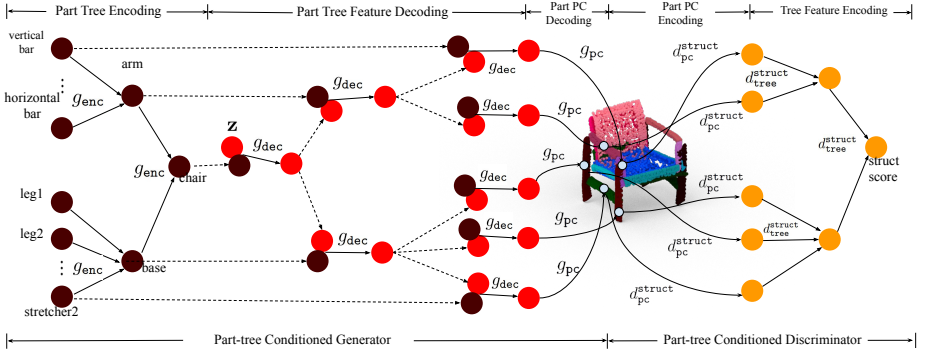 Part Tree Encoding
Part Tree Feature Decoding
Part PC
Decoding
Part PC
Encoding
Tree Feature Encoding
vertical
bar
⋮
horizontal
bar
g_enc
arm
g_enc
chair
leg1
leg2
⋮
g_enc
base
stretcher2
z
g_dec
g_dec
g_dec
g_dec
g_dec
g_dec
g_dec
g_dec
g_pc
g_pc
g_pc
g_pc
g_pc
d_pc^struct
d_pc^struct
d_pc^struct
d_pc^struct
d_pc^struct
d_tree^struct
d_tree^struct
d_tree^struct
struct
score
Part-tree Conditioned Generator
Part-tree Conditioned Discriminator